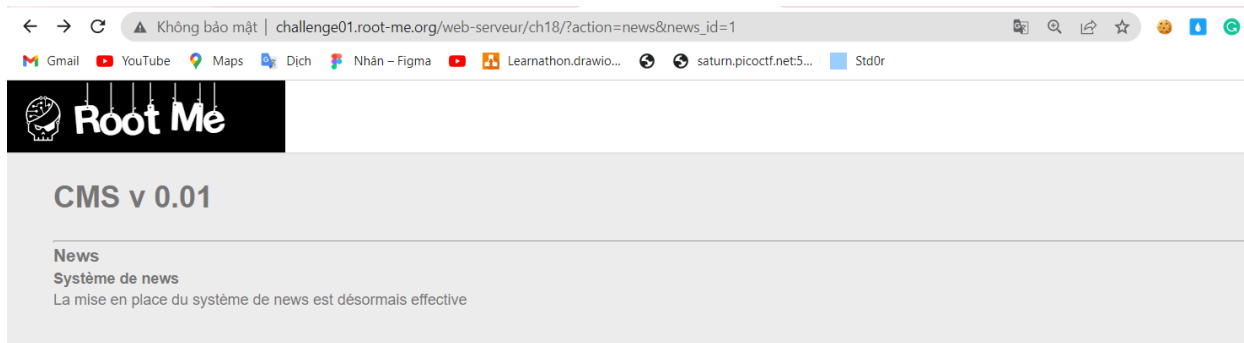 Không bảo mật | challenge01.root-me.org/web-serveur/ch18/?action=news&news_id=1
Gmail YouTube Maps Dịch Nhân – Figma Learnathon.drawio... saturn.picoctf.net:5... Std0r
Root Me
CMS v 0.01
News
Système de news
La mise en place du système de news est désormais effective